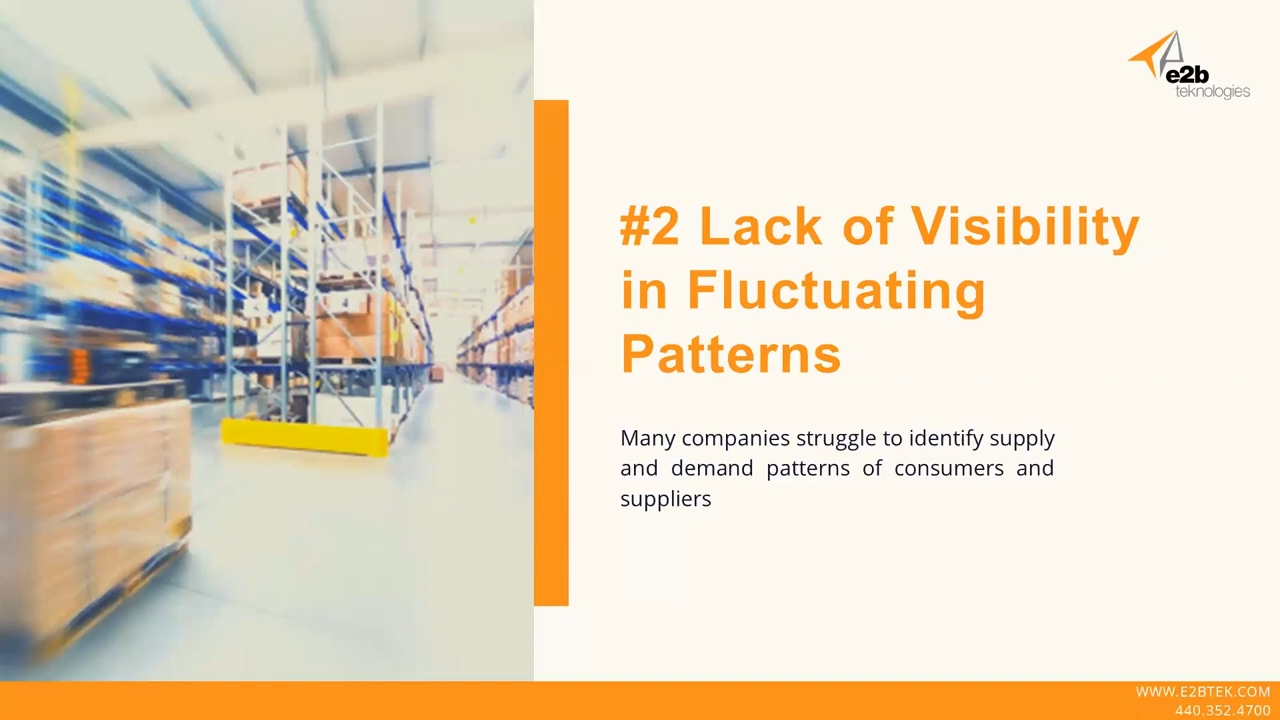 e2b
teknologies
#2 Lack of Visibility
in Fluctuating
Patterns
Many companies struggle to identify supply
and demand patterns of consumers and
suppliers
WWW.E2BTEK.COM
440.352.4700